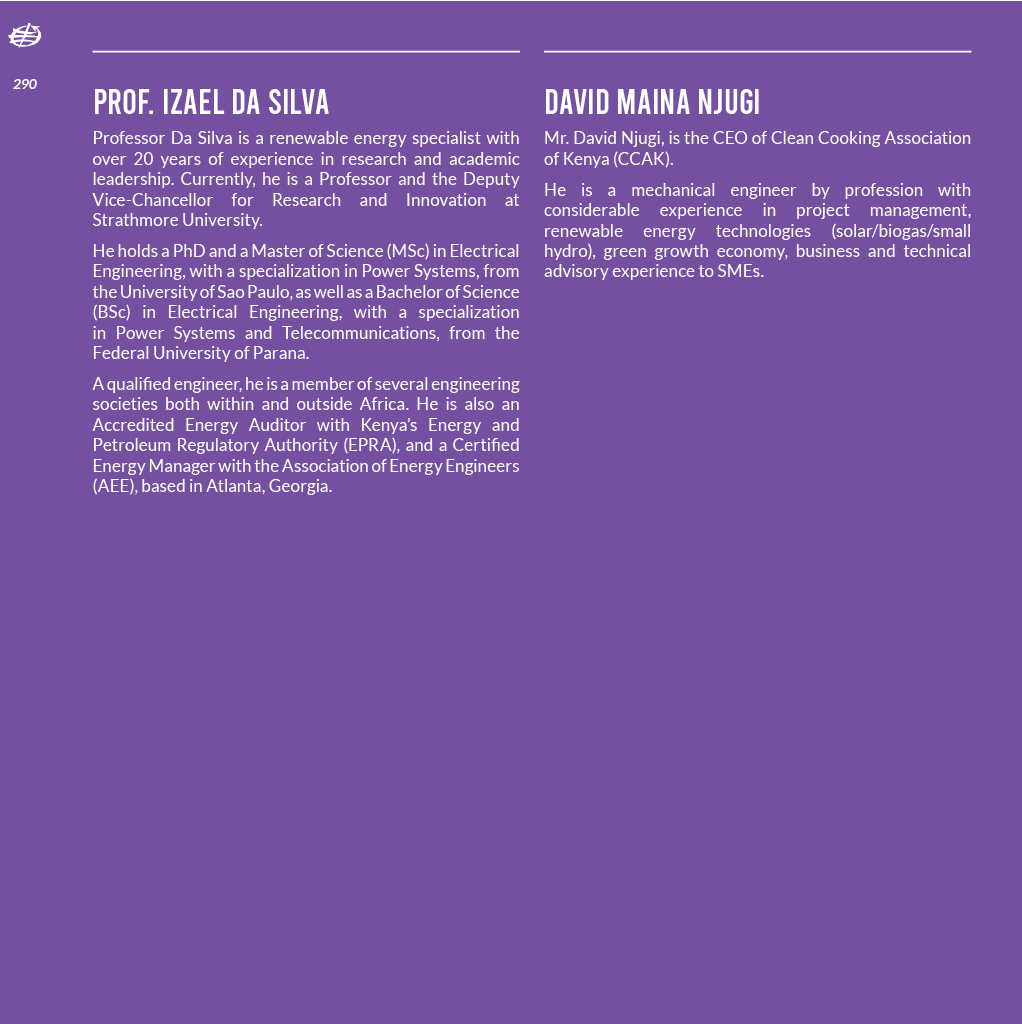 290
PROF. IZAEL DA SILVA
Professor Da Silva is a renewable energy specialist with
over 20 years of experience in research and academic
leadership. Currently, he is a Professor and the Deputy
Vice-Chancellor for Research and Innovation at
Strathmore University.
He holds a PhD and a Master of Science (MSc) in Electrical
Engineering, with a specialization in Power Systems, from
the University of Sao Paulo, as well as a Bachelor of Science
(BSc) in Electrical Engineering, with a specialization
in Power Systems and Telecommunications, from the
Federal University of Parana.
A qualified engineer, he is a member of several engineering
societies both within and outside Africa. He is also an
Accredited Energy Auditor with Kenya’s Energy and
Petroleum Regulatory Authority (EPRA), and a Certified
Energy Manager with the Association of Energy Engineers
(AEE), based in Atlanta, Georgia.
DAVID MAINA NJUGI
Mr. David Njugi, is the CEO of Clean Cooking Association
of Kenya (CCAK).
He is a mechanical engineer by profession with
considerable experience in project management,
renewable energy technologies (solar/biogas/small
hydro), green growth economy, business and technical
advisory experience to SMEs.